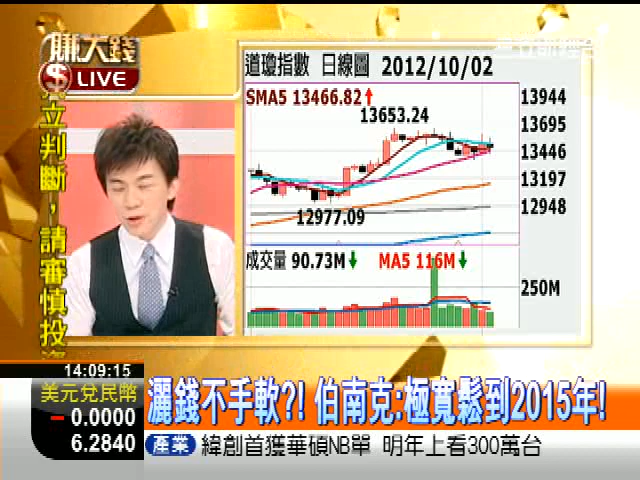 賺大錢
$ LIVE
立判斷，請審慎投資
道瓊指數 日線圖 2012/10/02
SMA5 13466.82↑
13653.24
12977.09
13944
13695
13446
13197
12948
成交量 90.73M↓ MA5 116M↓
250M
14:09:15
美元兌民幣
0.0000
6.2840
灑錢不手軟?! 伯南克:極寬鬆到2015年!
產業 緯創首獲華碩NB單 明年上看300萬台